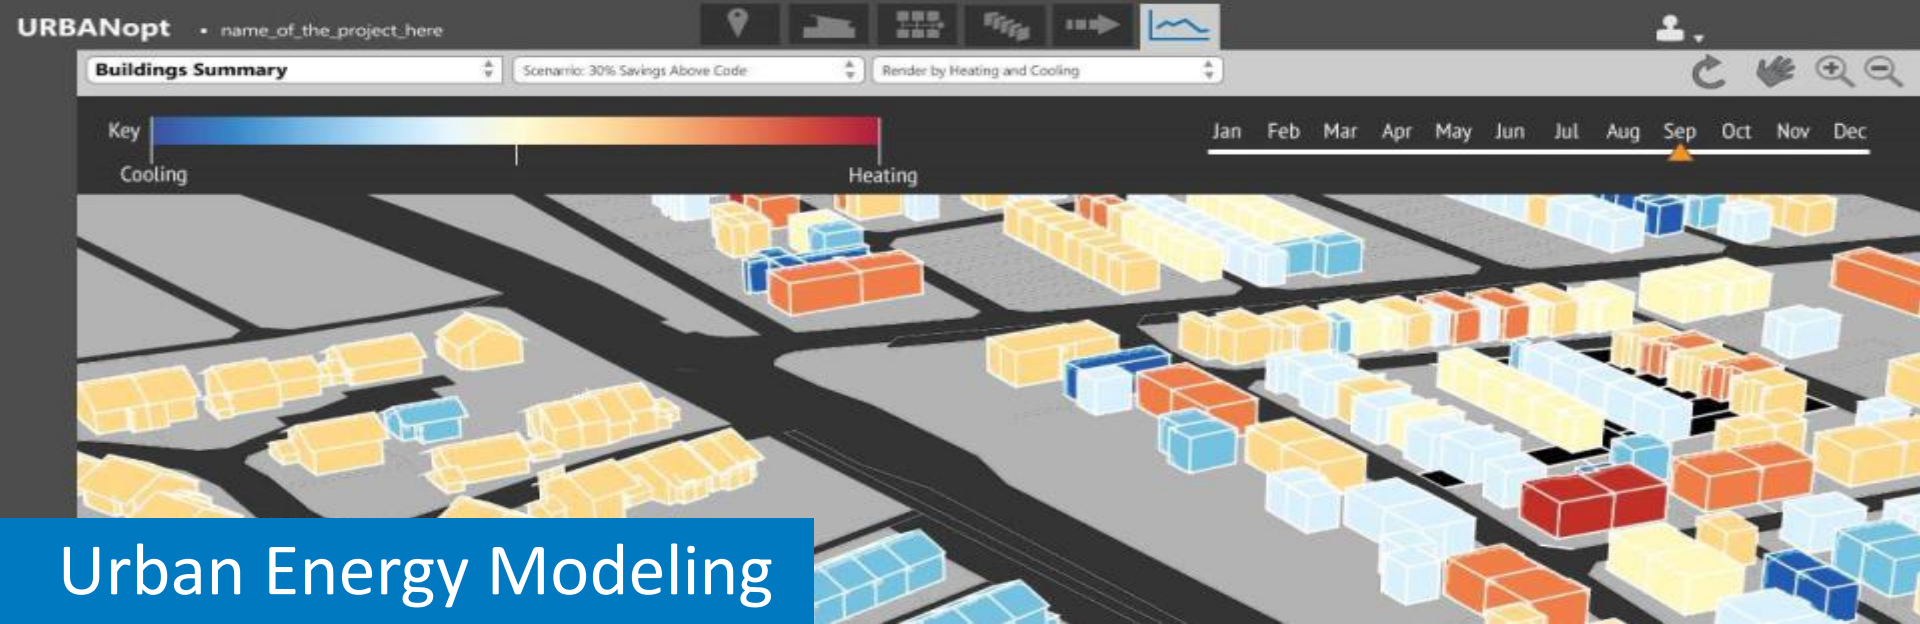 URBANopt • name_of_the_project_here
Buildings Summary
Scenarrio: 30% Savings Above Code
Render by Heating and Cooling
Key
Cooling
Heating
Jan Feb Mar Apr May Jun Jul Aug Sep Oct Nov Dec
Urban Energy Modeling